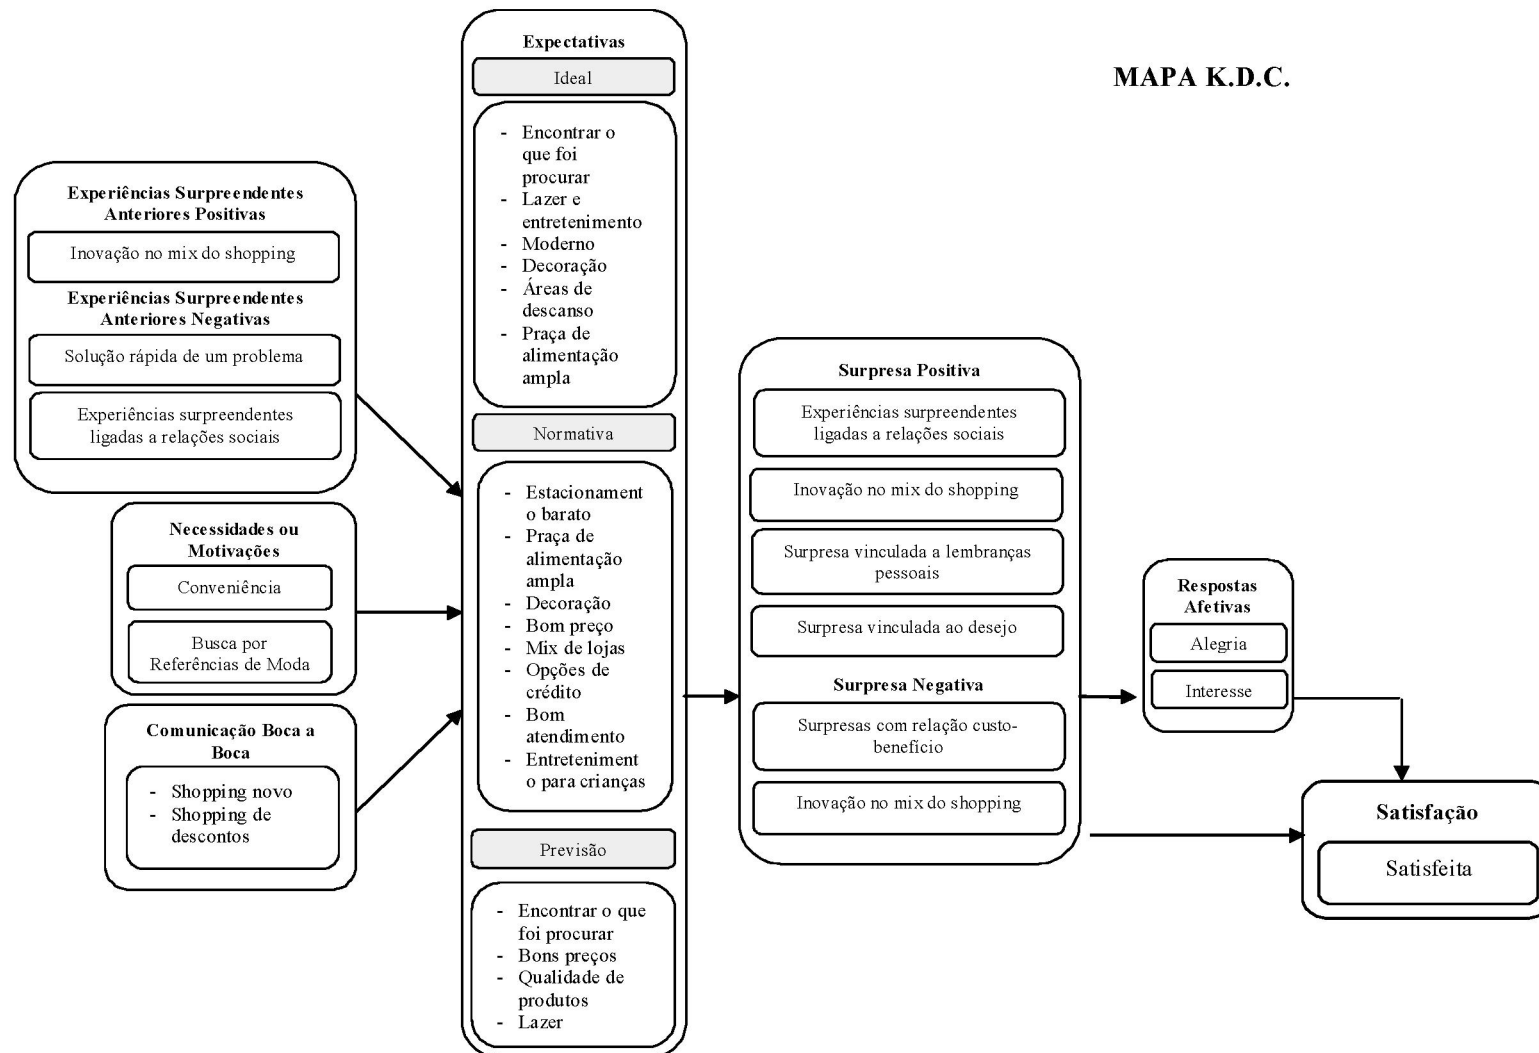 MAPA K.D.C.
Experiências Surpreendentes
Anteriores Positivas
Inovação no mix do shopping
Experiências Surpreendentes
Anteriores Negativas
Solução rápida de um problema
Experiências surpreendentes
ligadas a relações sociais
Necessidades ou
Motivações
Conveniência
Busca por
Referências de Moda
Comunicação Boca a
Boca
- Shopping novo
- Shopping de
descontos
Expectativas
Ideal
- Encontrar o
que foi
procurar
- Lazer e
entretenimento
- Moderno
- Decoração
- Áreas de
descanso
- Praça de
alimentação
ampla
Normativa
- Estacionament
o barato
- Praça de
alimentação
ampla
- Decoração
- Bom preço
- Mix de lojas
- Opções de
crédito
- Bom
atendimento
- Entreteniment
o para crianças
Previsão
- Encontrar o que
foi procurar
- Bons preços
- Qualidade de
produtos
- Lazer
Surpresa Positiva
Experiências surpreendentes
ligadas a relações sociais
Inovação no mix do shopping
Surpresa vinculada a lembranças
pessoais
Surpresa vinculada ao desejo
Surpresa Negativa
Surpresas com relação custo-
benefício
Inovação no mix do shopping
Respostas
Afetivas
Alegria
Interesse
Satisfação
Satisfeita